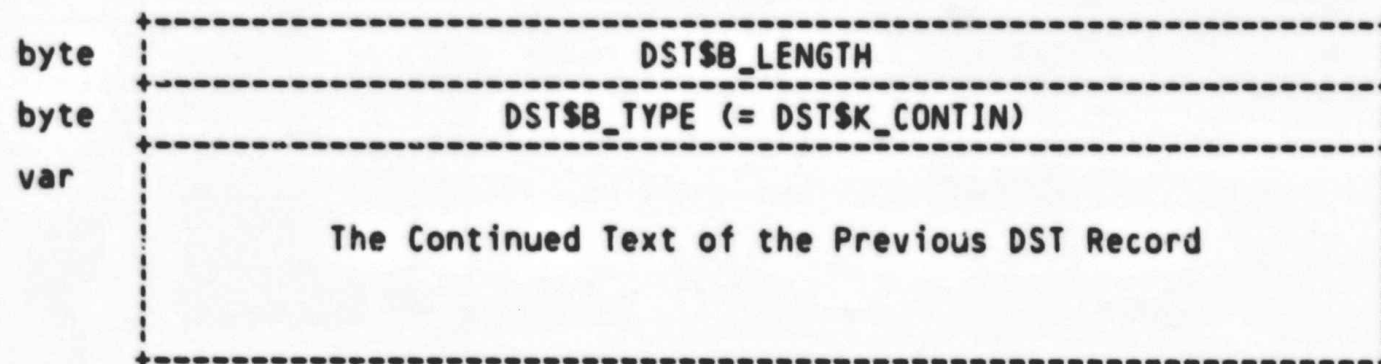 byte DST$B_LENGTH
byte DST$B_TYPE (= DST$K_CONTIN)
var
The Continued Text of the Previous DST Record